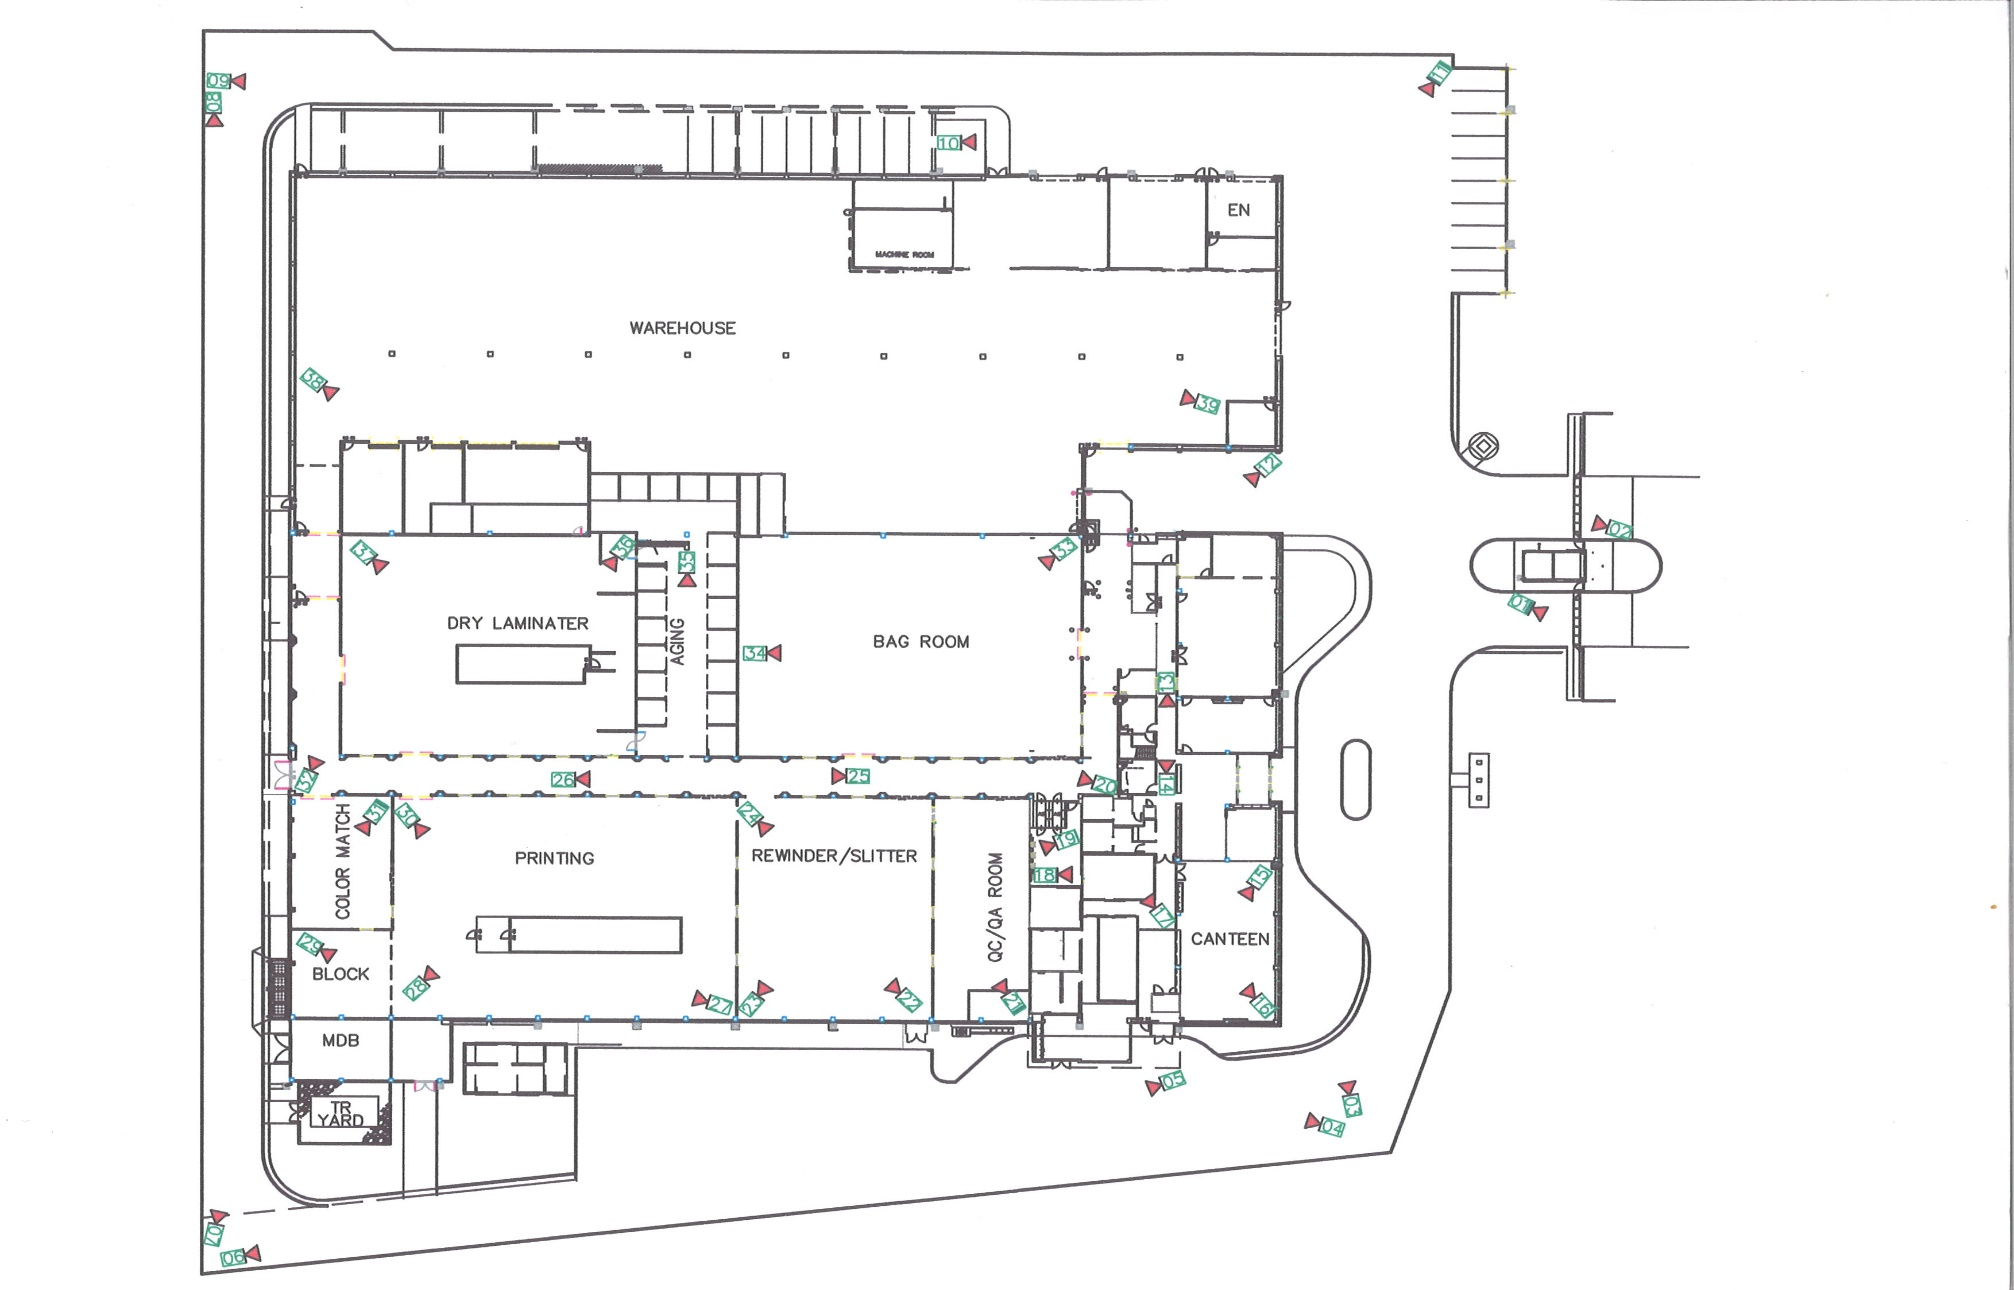 09
08
11
10
EN
MACHINE ROOM
WAREHOUSE
38
39
12
02
37
36
35
33
01
DRY LAMINATER
AGING
34
BAG ROOM
13
32
26
25
20
14
31
30
24
19
COLOR MATCH
PRINTING
REWINDER/SLITTER
QC/QA ROOM
18
15
17
CANTEEN
29
BLOCK
28
27
23
22
21
16
MDB
05
03
04
TR
YARD
07
06